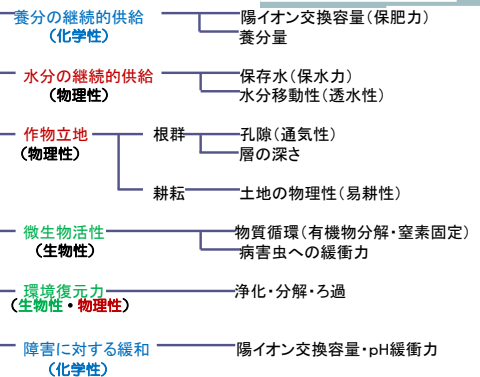 養分の継続的供給 陽イオン交換容量（保肥力）
（化学性） 養分量
水分の継続的供給 保存水（保水力）
（物理性） 水分移動性（透水性）
作物立地 根群 孔隙（通気性）
（物理性） 層の深さ
耕耘 土地の物理性（易耕性）
微生物活性 物質循環（有機物分解・窒素固定）
（生物性） 病害虫への緩衝力
環境復元力 浄化・分解・ろ過
（生物性・物理性）
障害に対する緩和 陽イオン交換容量・pH緩衝力
（化学性）